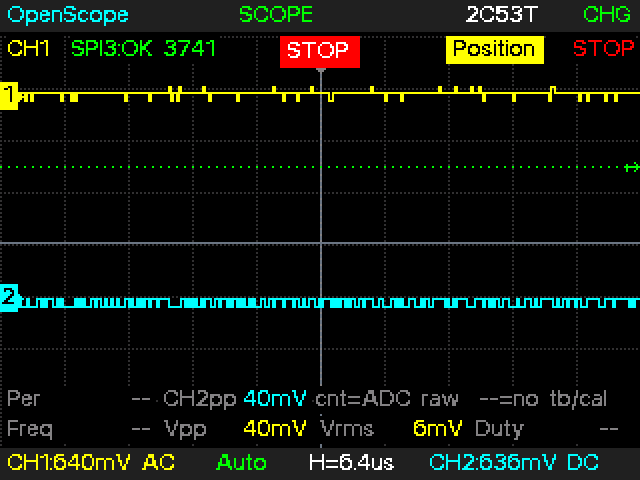 OpenScope SCOPE 2C53T CHG
CH1 SPI3:OK 3741 STOP Position STOP
1
2
Per -- CH2pp 40mV cnt=ADC raw --=no tb/cal
Freq -- Vpp 40mV Vrms 6mV Duty --
CH1:640mV AC Auto H=6.4us CH2:636mV DC